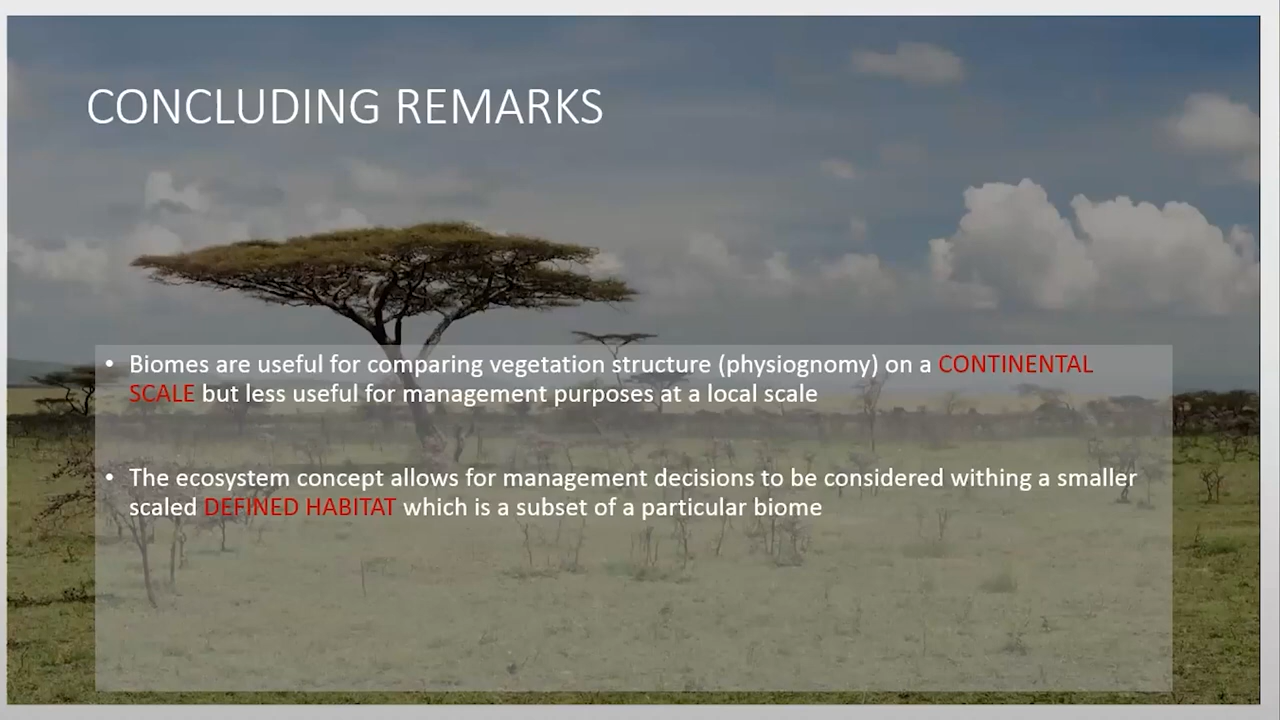 CONCLUDING REMARKS
• Biomes are useful for comparing vegetation structure (physiognomy) on a CONTINENTAL
SCALE but less useful for management purposes at a local scale
• The ecosystem concept allows for management decisions to be considered withing a smaller
scaled DEFINED HABITAT which is a subset of a particular biome